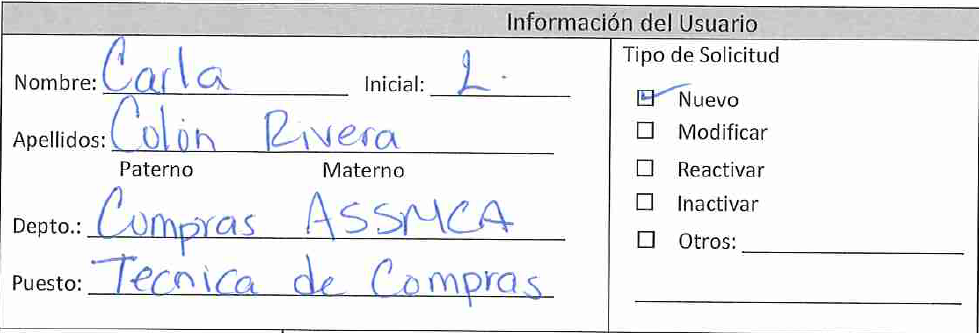 Información del Usuario
Nombre: Carla Inicial: L.
Apellidos: Colón Rivera
Paterno Materno
Depto.: Compras ASSMCA
Puesto: Tecnica de Compras
Tipo de Solicitud
Nuevo
Modificar
Reactivar
Inactivar
Otros: